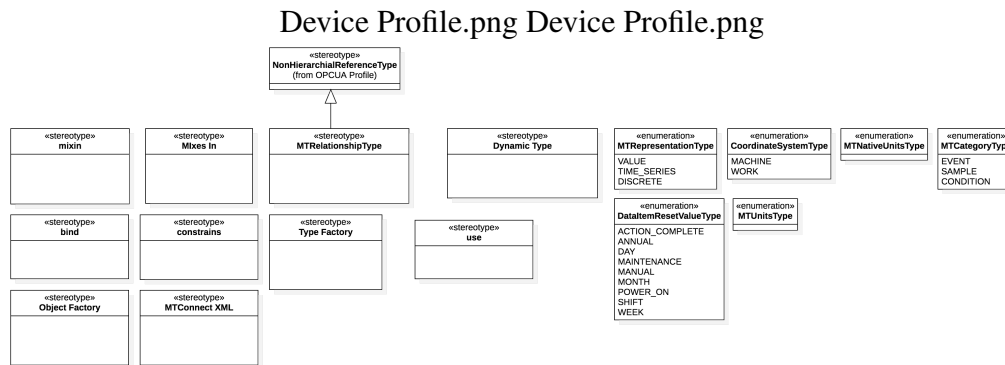 Device Profile.png Device Profile.png
«stereotype»
NonHierarchialReferenceType
(from OPCUA Profile)
«stereotype»
mixin
«stereotype»
MIxes In
«stereotype»
MTRelationshipType
«stereotype»
Dynamic Type
«enumeration»
MTRepresentationType
VALUE
TIME_SERIES
DISCRETE
«enumeration»
CoordinateSystemType
MACHINE
WORK
«enumeration»
MTNativeUnitsType
«enumeration»
MTCategoryTyp
EVENT
SAMPLE
CONDITION
«stereotype»
bind
«stereotype»
constrains
«stereotype»
Type Factory
«stereotype»
use
«enumeration»
DataItemResetValueType
ACTION_COMPLETE
ANNUAL
DAY
MAINTENANCE
MANUAL
MONTH
POWER_ON
SHIFT
WEEK
«enumeration»
MTUnitsType
«stereotype»
Object Factory
«stereotype»
MTConnect XML